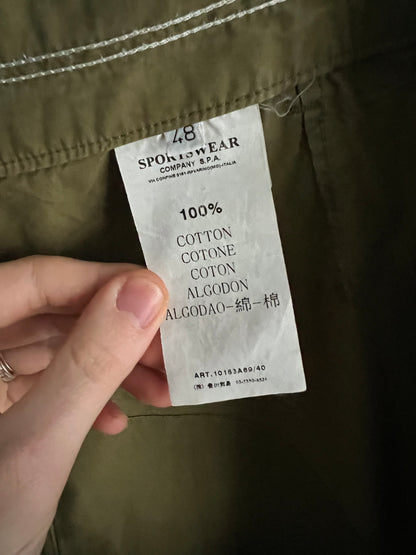 48
SPORTSWEAR
COMPANY S.P.A.
100%
COTTON
COTONE
COTON
ALGODON
ALGODAO-綿-棉
ART.10153A69/40